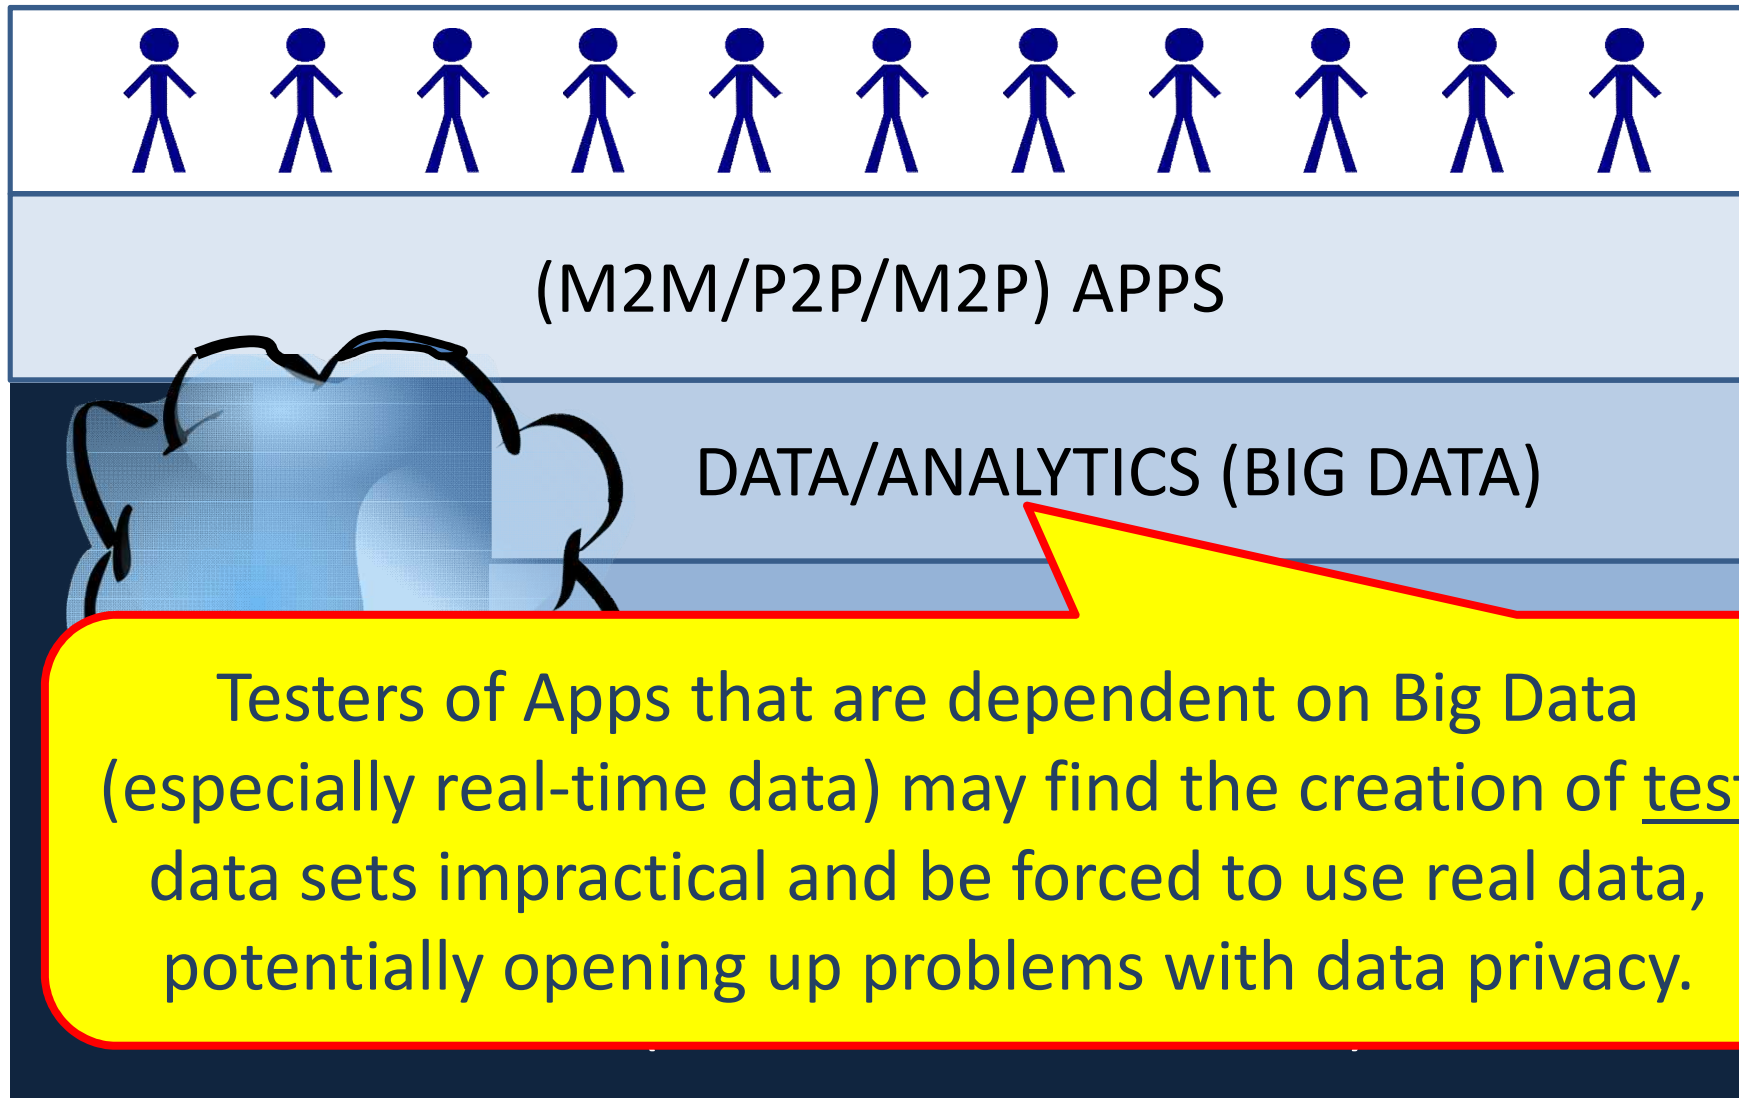 (M2M/P2P/M2P) APPS
DATA/ANALYTICS (BIG DATA)
Testers of Apps that are dependent on Big Data
(especially real-time data) may find the creation of test
data sets impractical and be forced to use real data,
potentially opening up problems with data privacy.